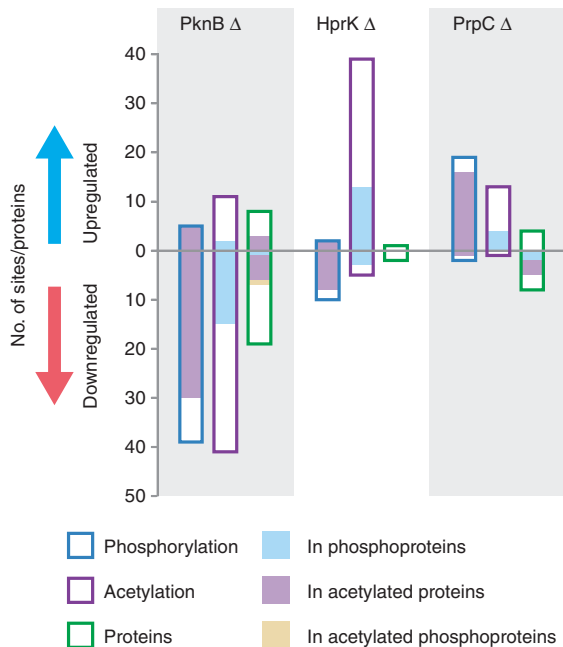 PknB Δ HprK Δ PrpC Δ
40
30
20
10
0
10
20
30
40
50
No. of sites/proteins
Upregulated
Downregulated
Phosphorylation In phosphoproteins
Acetylation In acetylated proteins
Proteins In acetylated phosphoproteins